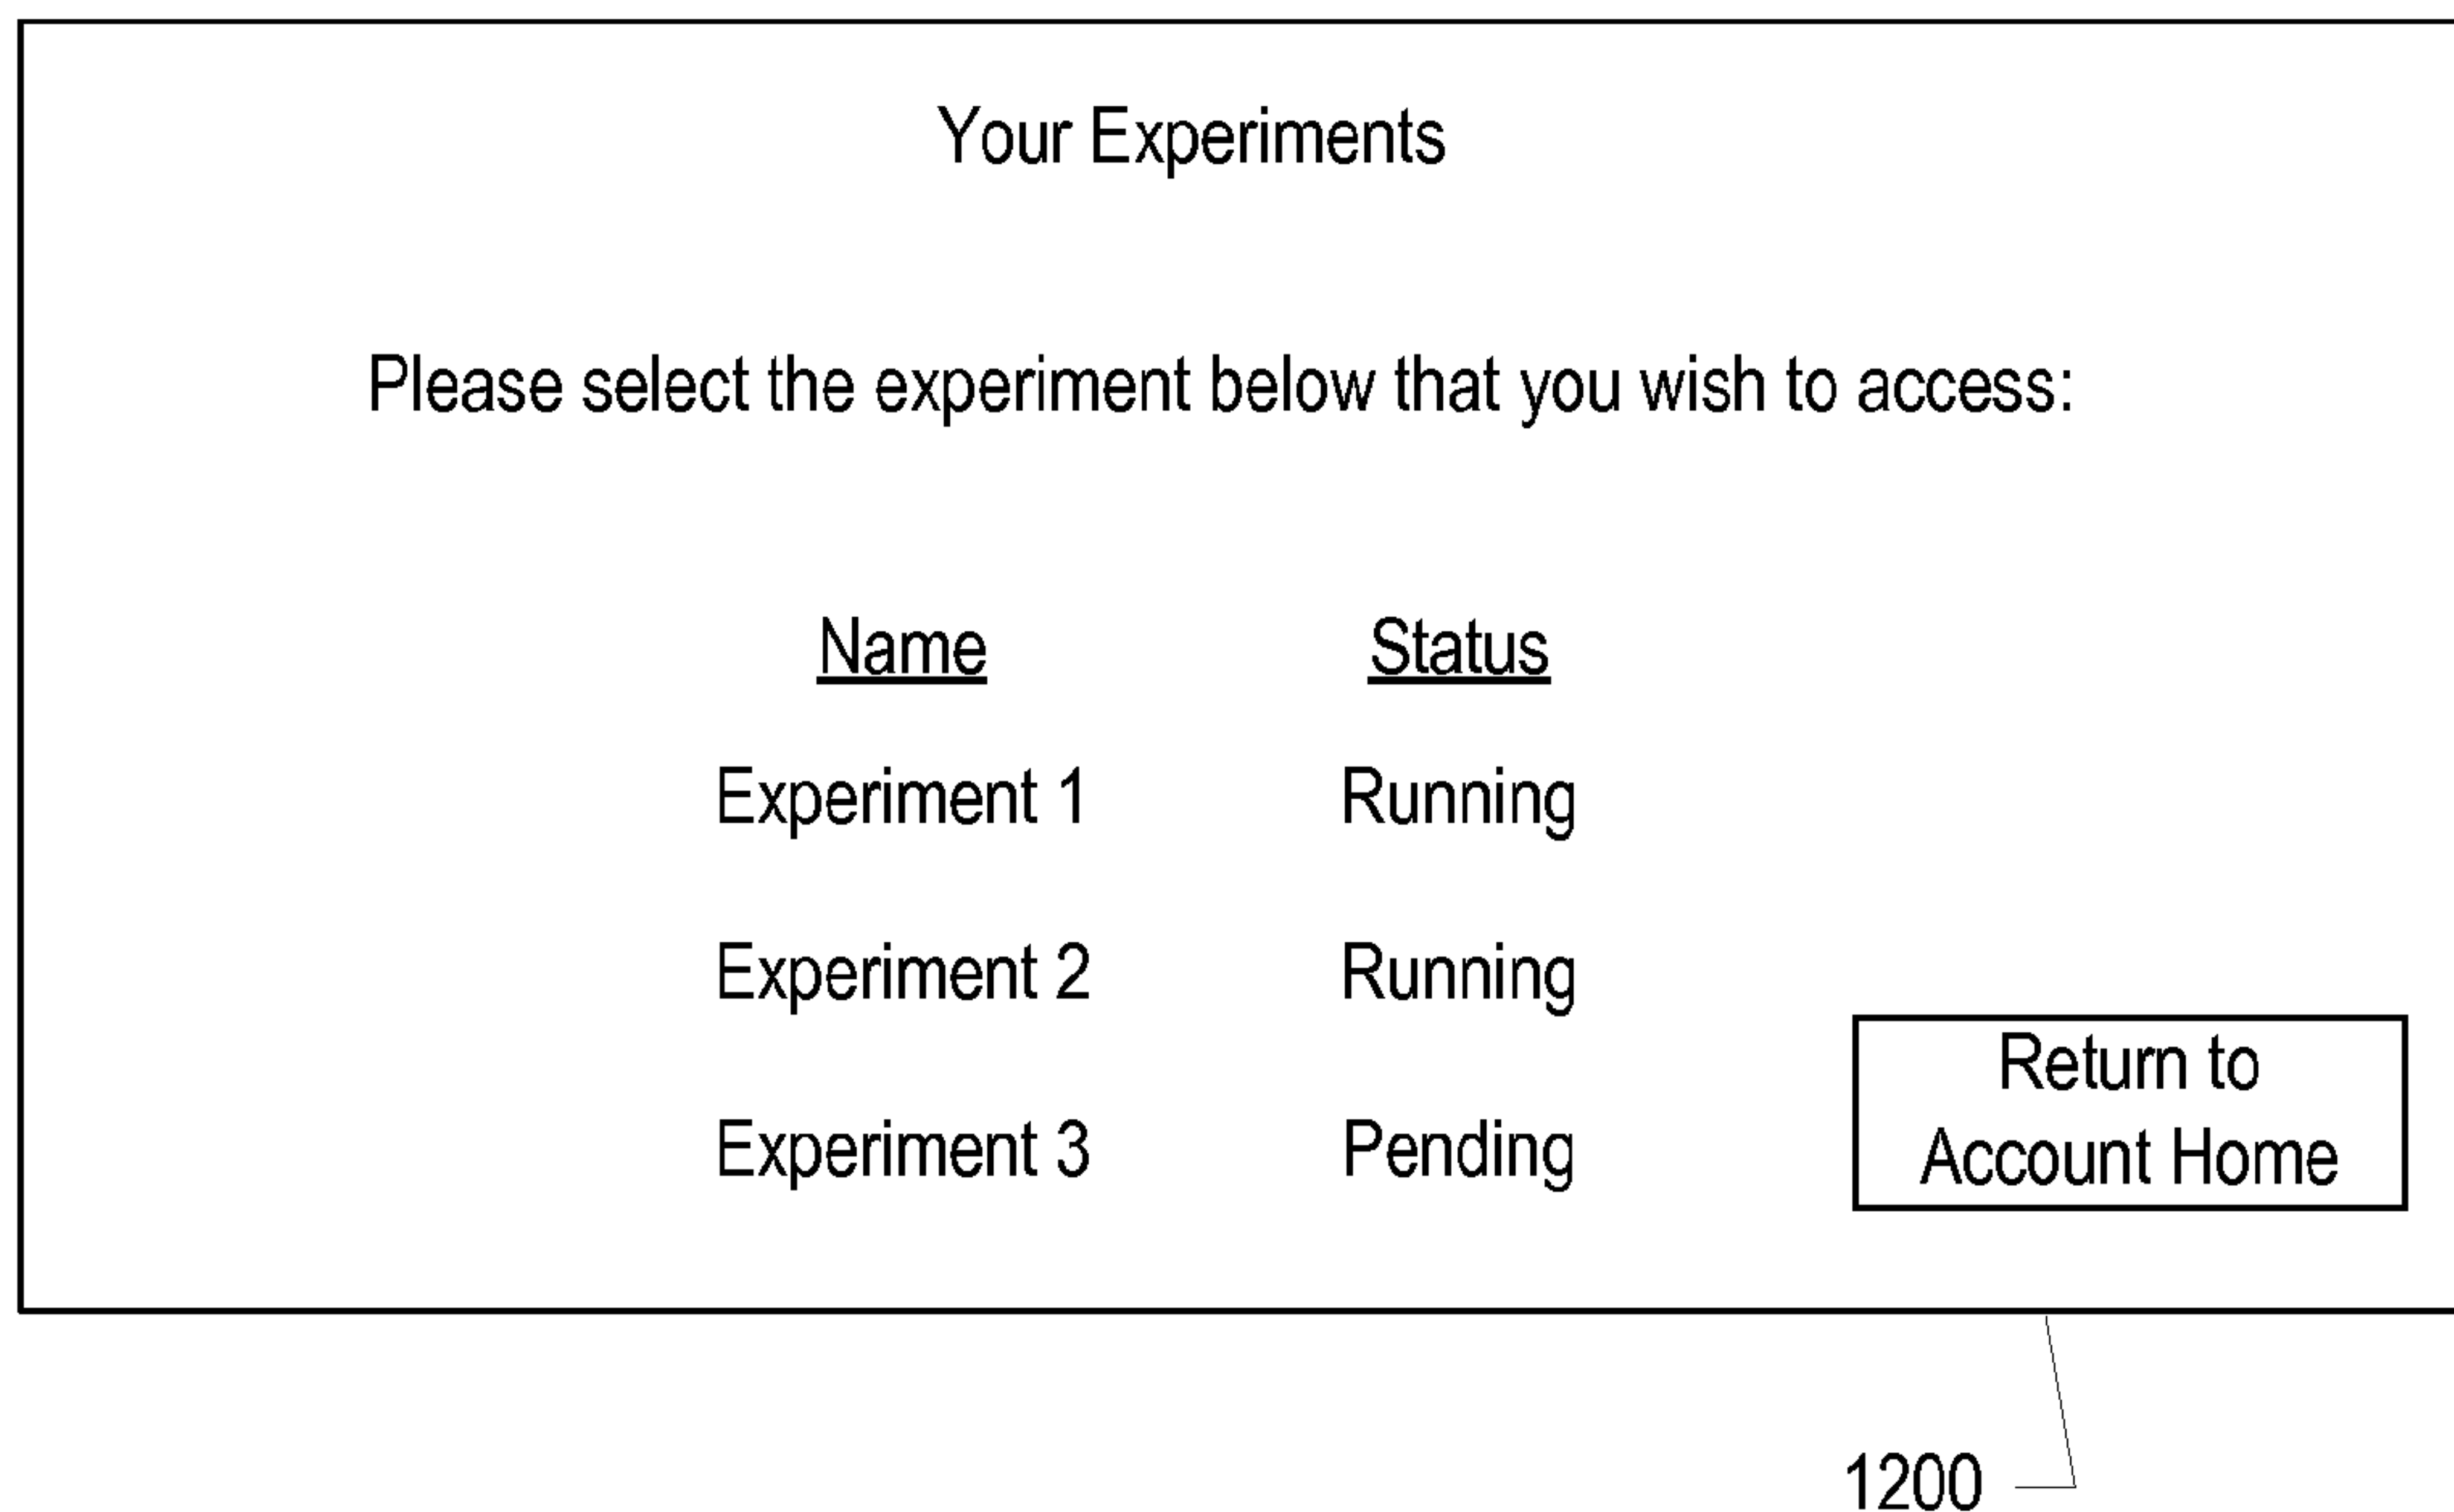 Your Experiments
Please select the experiment below that you wish to access:
Name Status
Experiment 1 Running
Experiment 2 Running
Experiment 3 Pending
Return to
Account Home
1200